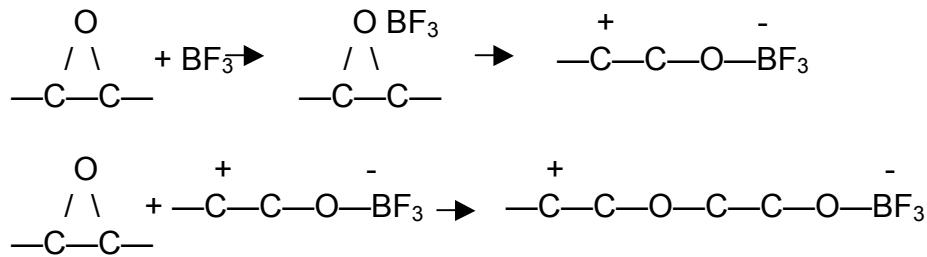 O O BF₃ + -
/ \ + BF₃ → / \ → —C—C—O—BF₃
—C—C— —C—C—
O + - + -
/ \ + —C—C—O—BF₃ → —C—C—O—C—C—O—BF₃
—C—C—